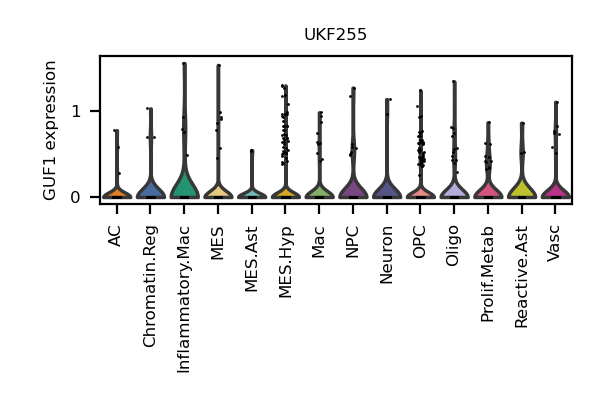 UKF255
GUF1 expression
1
0
AC
Chromatin.Reg
Inflammatory.Mac
MES
MES.Ast
MES.Hyp
Mac
NPC
Neuron
OPC
Oligo
Prolif.Metab
Reactive.Ast
Vasc